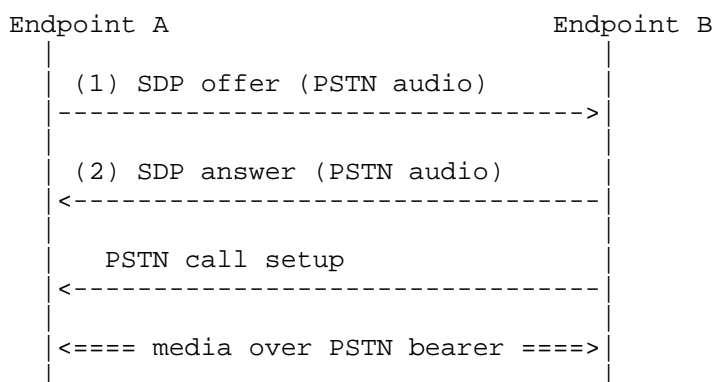 Endpoint A                        Endpoint B
(1) SDP offer (PSTN audio)
--------------------------------->
(2) SDP answer (PSTN audio)
<---------------------------------
PSTN call setup
<---------------------------------
<==== media over PSTN bearer ====>